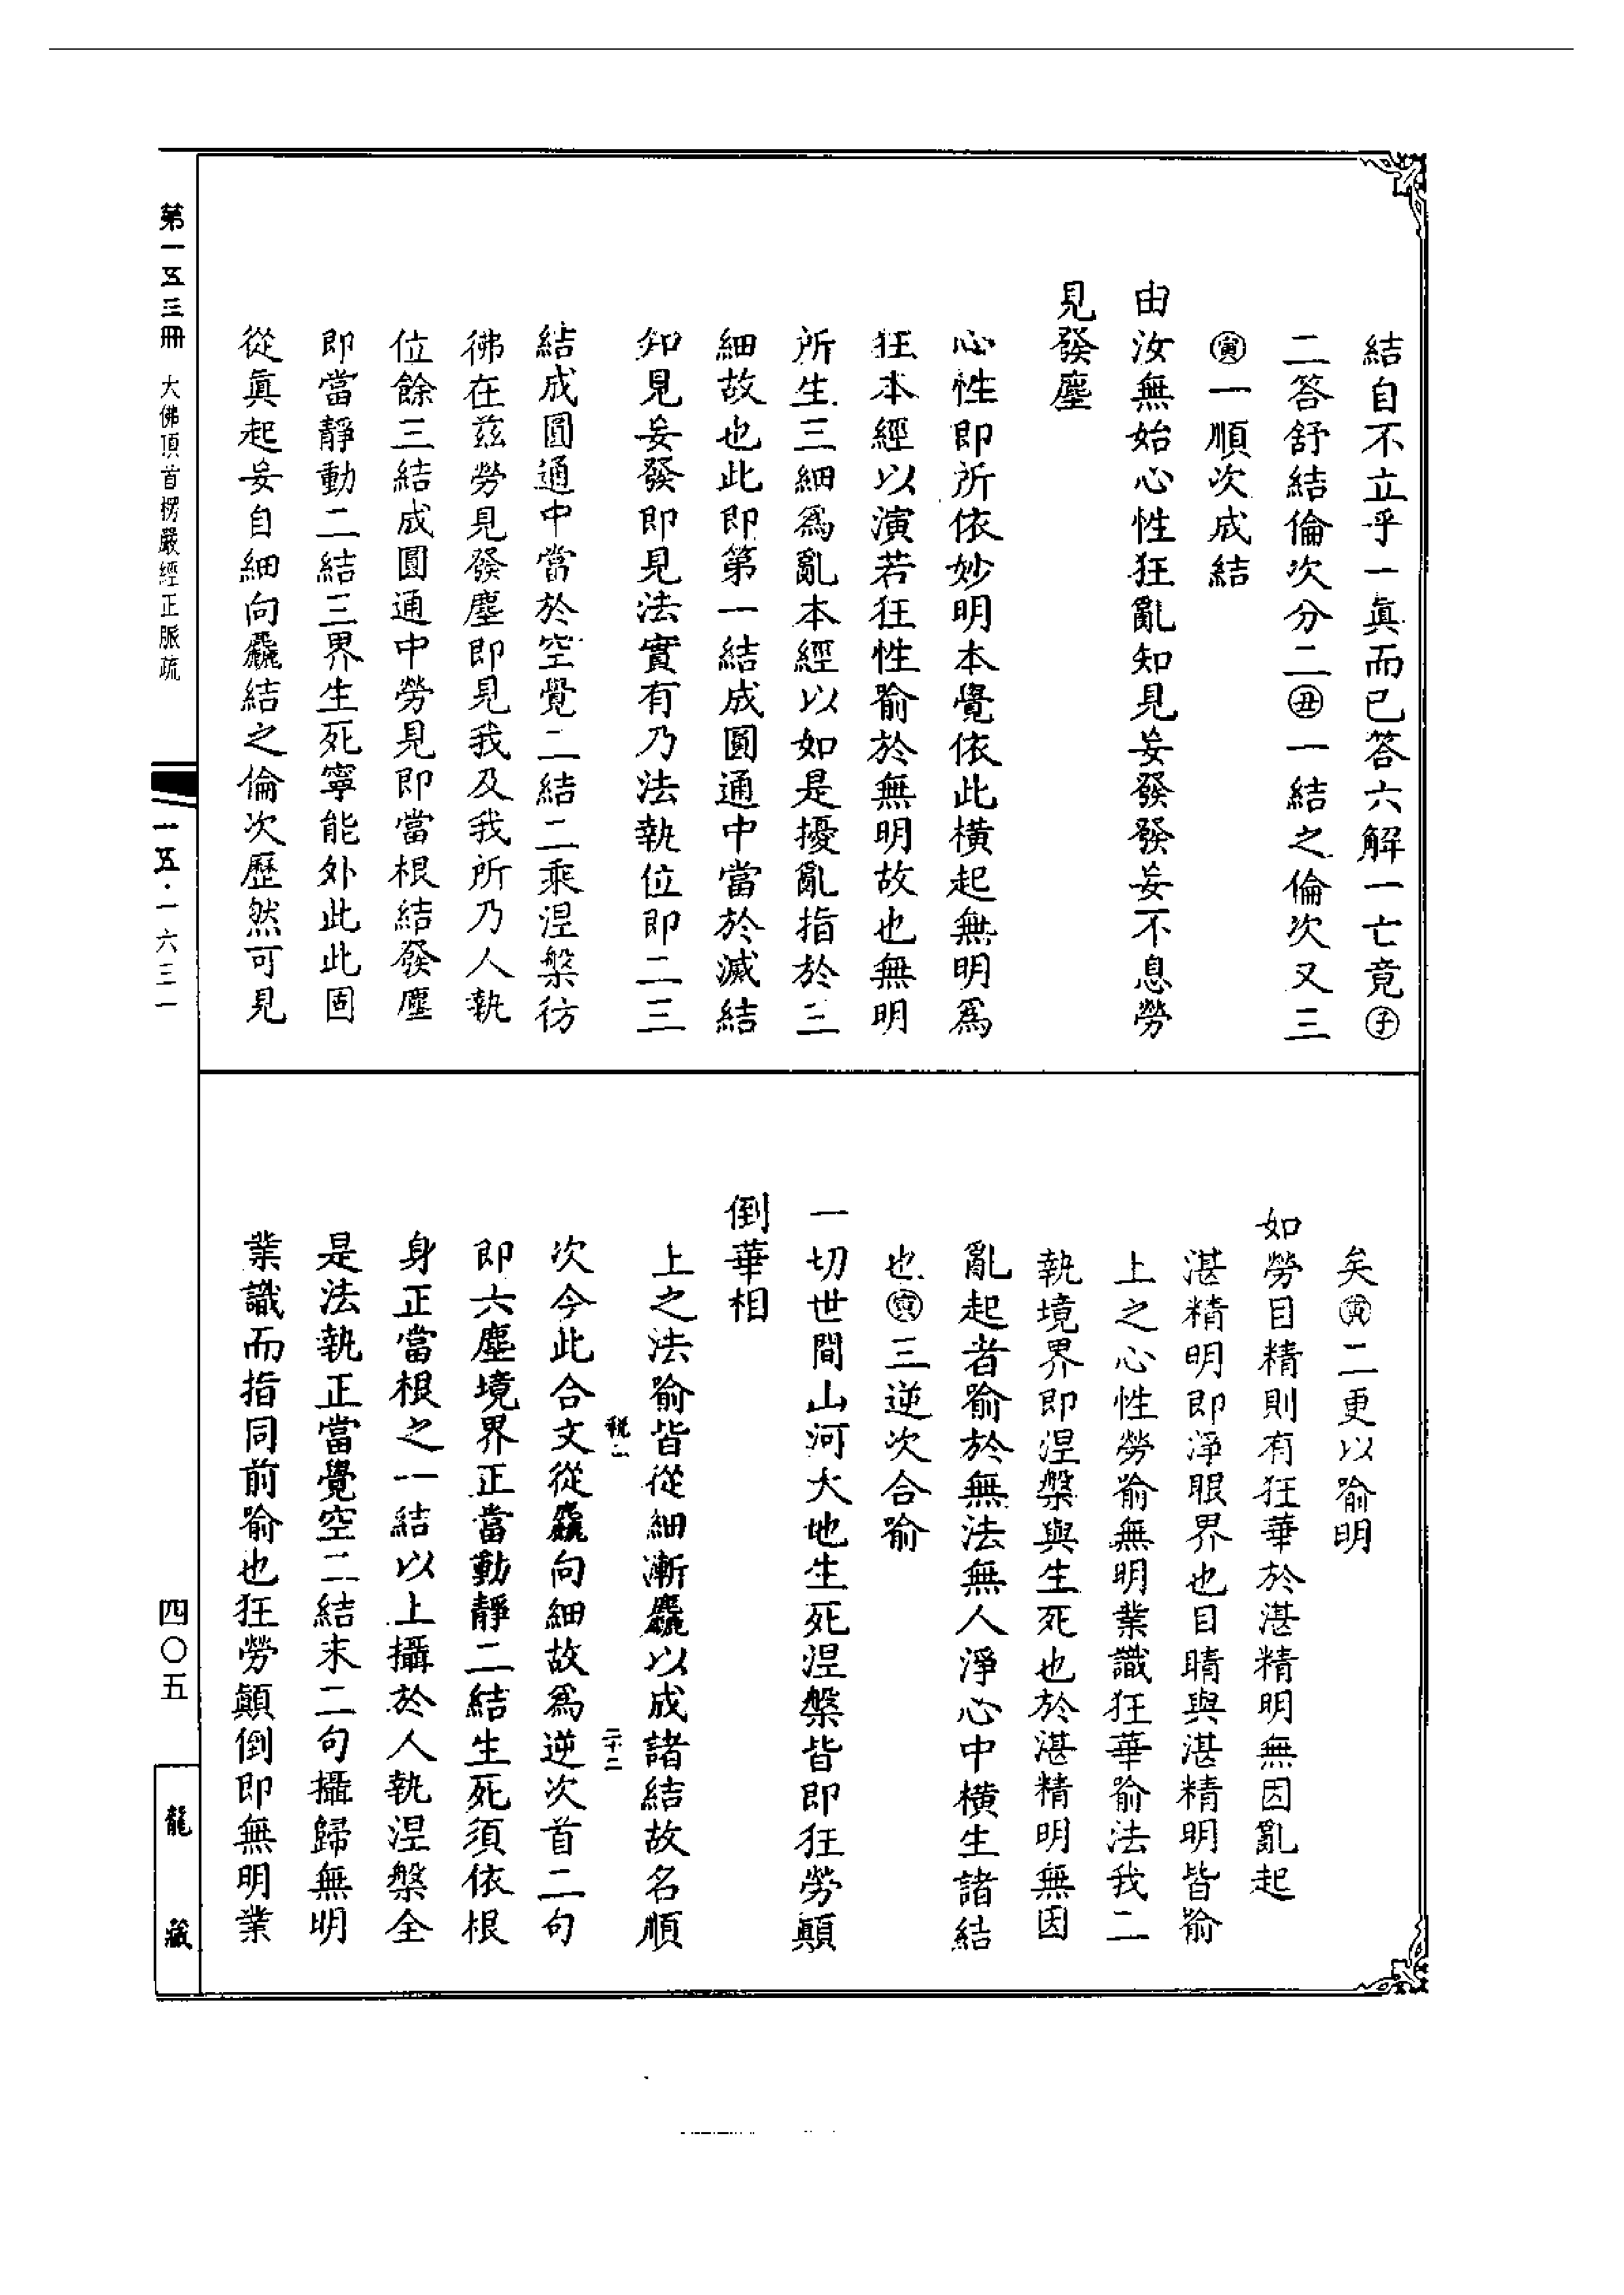 結自不立乎一眞而已答六解一亡竟㊛子
二答舒結倫次分二丑一結之倫次又三
寅一順次成結
由汝無始心性狂亂知見妄發發妄不息勞
見發塵
心性即所依妙明本覺依此橫起無明爲
狂本經以演若狂性喻於無明故也無明
所生三細爲亂本經以如是擾亂指於三
細故也此即第一結成圓通中當於滅結
知見妄發即見法實有乃法執位即二三
結成圓通中當於空覺二結二乘涅槃彷
彿在茲勞見發塵即見我及我所乃人執
位餘三結成圓通中勞見即當根結發塵
即當靜動二結三界生死寧能外此此固
從眞起妄自細向麤結之倫次歷然可見
矣寅二更以喻明
如勞目精則有狂華於湛精明無因亂起
湛精明即淨眼界也目睛與湛精明皆喻
上之心性勞喻無明業識狂華喻法我二
執境界即涅槃與生死也於湛精明無因
亂起者喻於無法無人淨心中橫生諸結
也寅三逆次合喻
一切世間山河大地生死涅槃皆即狂勞顛
倒華相
上之法喻皆從細漸麤以成諸結故名順
次今此合文從麤向細故爲逆次首二句
即六塵境界正當動靜二結生死須依根
身正當根之一結以上攝於人執涅槃全
是法執正當覺空二結末二句攝歸無明
業識而指同前喻也狂勞顛倒即無明業
第一五三冊 大佛頂首楞嚴經正脈疏
一五·一六三二
四〇五
龍藏
二十二